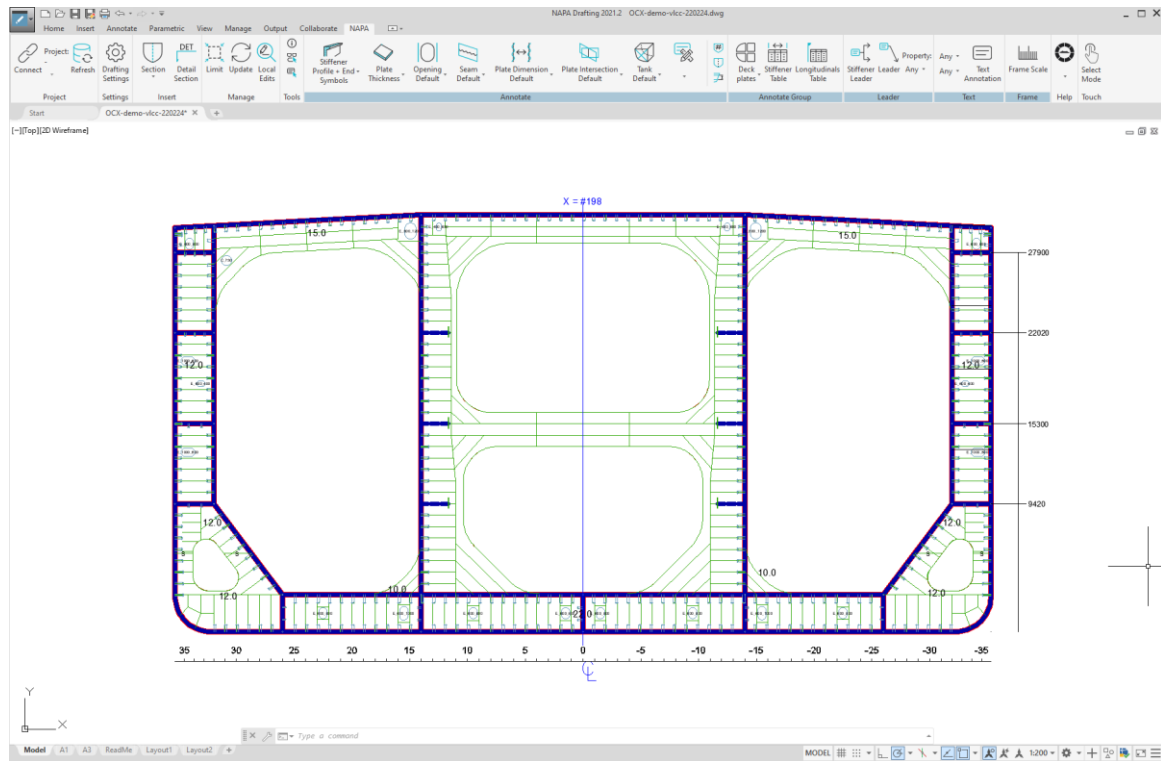 NAPA Drafting 2021.2 OCX-demo-vlcc-220224.dwg
Home Insert Annotate Parametric View Manage Output Collaborate NAPA
Connect
Project:
-
Refresh
Drafting Settings
Section
DET
Detail Section
Limit
Update
Local Edits
Stiffener Profile + End Symbols
Plate Thickness
Opening Default
Seam Default
Plate Dimension Default
Plate Intersection Default
Tank Default
Deck plates
Stiffener Table
Longitudinals Table
Stiffener Leader
Leader
Property:
Any
Any
Any
Text Annotation
Frame Scale
Help
Select Mode
Project Settings Insert Manage Tools Annotate Annotate Group Leader Text Frame Help Touch
Start OCX-demo-vlcc-220224*
[−][Top][2D Wireframe]
X = #198
15.0 15.0
27900
22020
12.0 12.0
15300
9420
12.0 12.0
10.0
10.0
12.0 12.0
35 30 25 20 15 10 5 0 -5 -10 -15 -20 -25 -30 -35
Y
X
Type a command
Model A1 A3 ReadMe Layout1 Layout2 +
MODEL 1:200